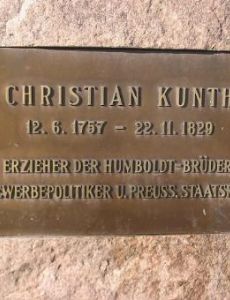 CHRISTIAN KUNTH
12.6.1757 – 22.11.1829
ERZIEHER DER HUMBOLDT-BRÜDER
EWERBEPOLITIKER U. PREUSS. STAATS